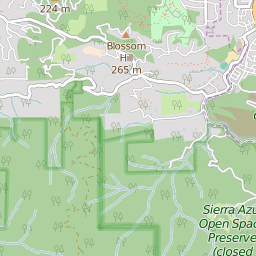 224 m
Blossom
Hill
265 m
Sierra Azu
Open Spac
Preserve
(closed